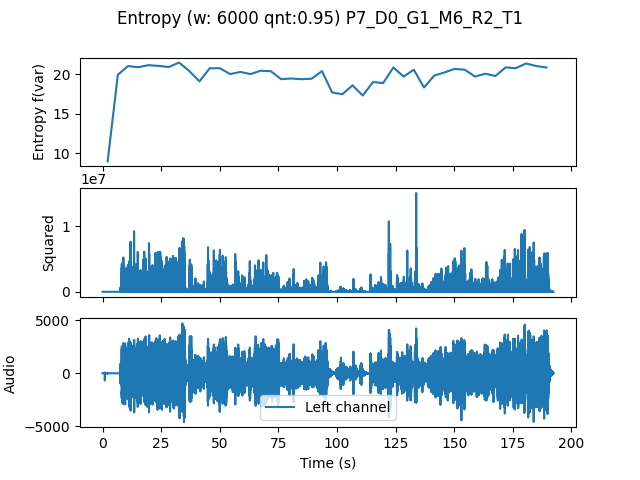 Entropy (w: 6000 qnt:0.95) P7_D0_G1_M6_R2_T1
Entropy f(var)
20
15
10
1e7
Squared
1
0
Audio
5000
0
−5000
Left channel
0 25 50 75 100 125 150 175 200
Time (s)